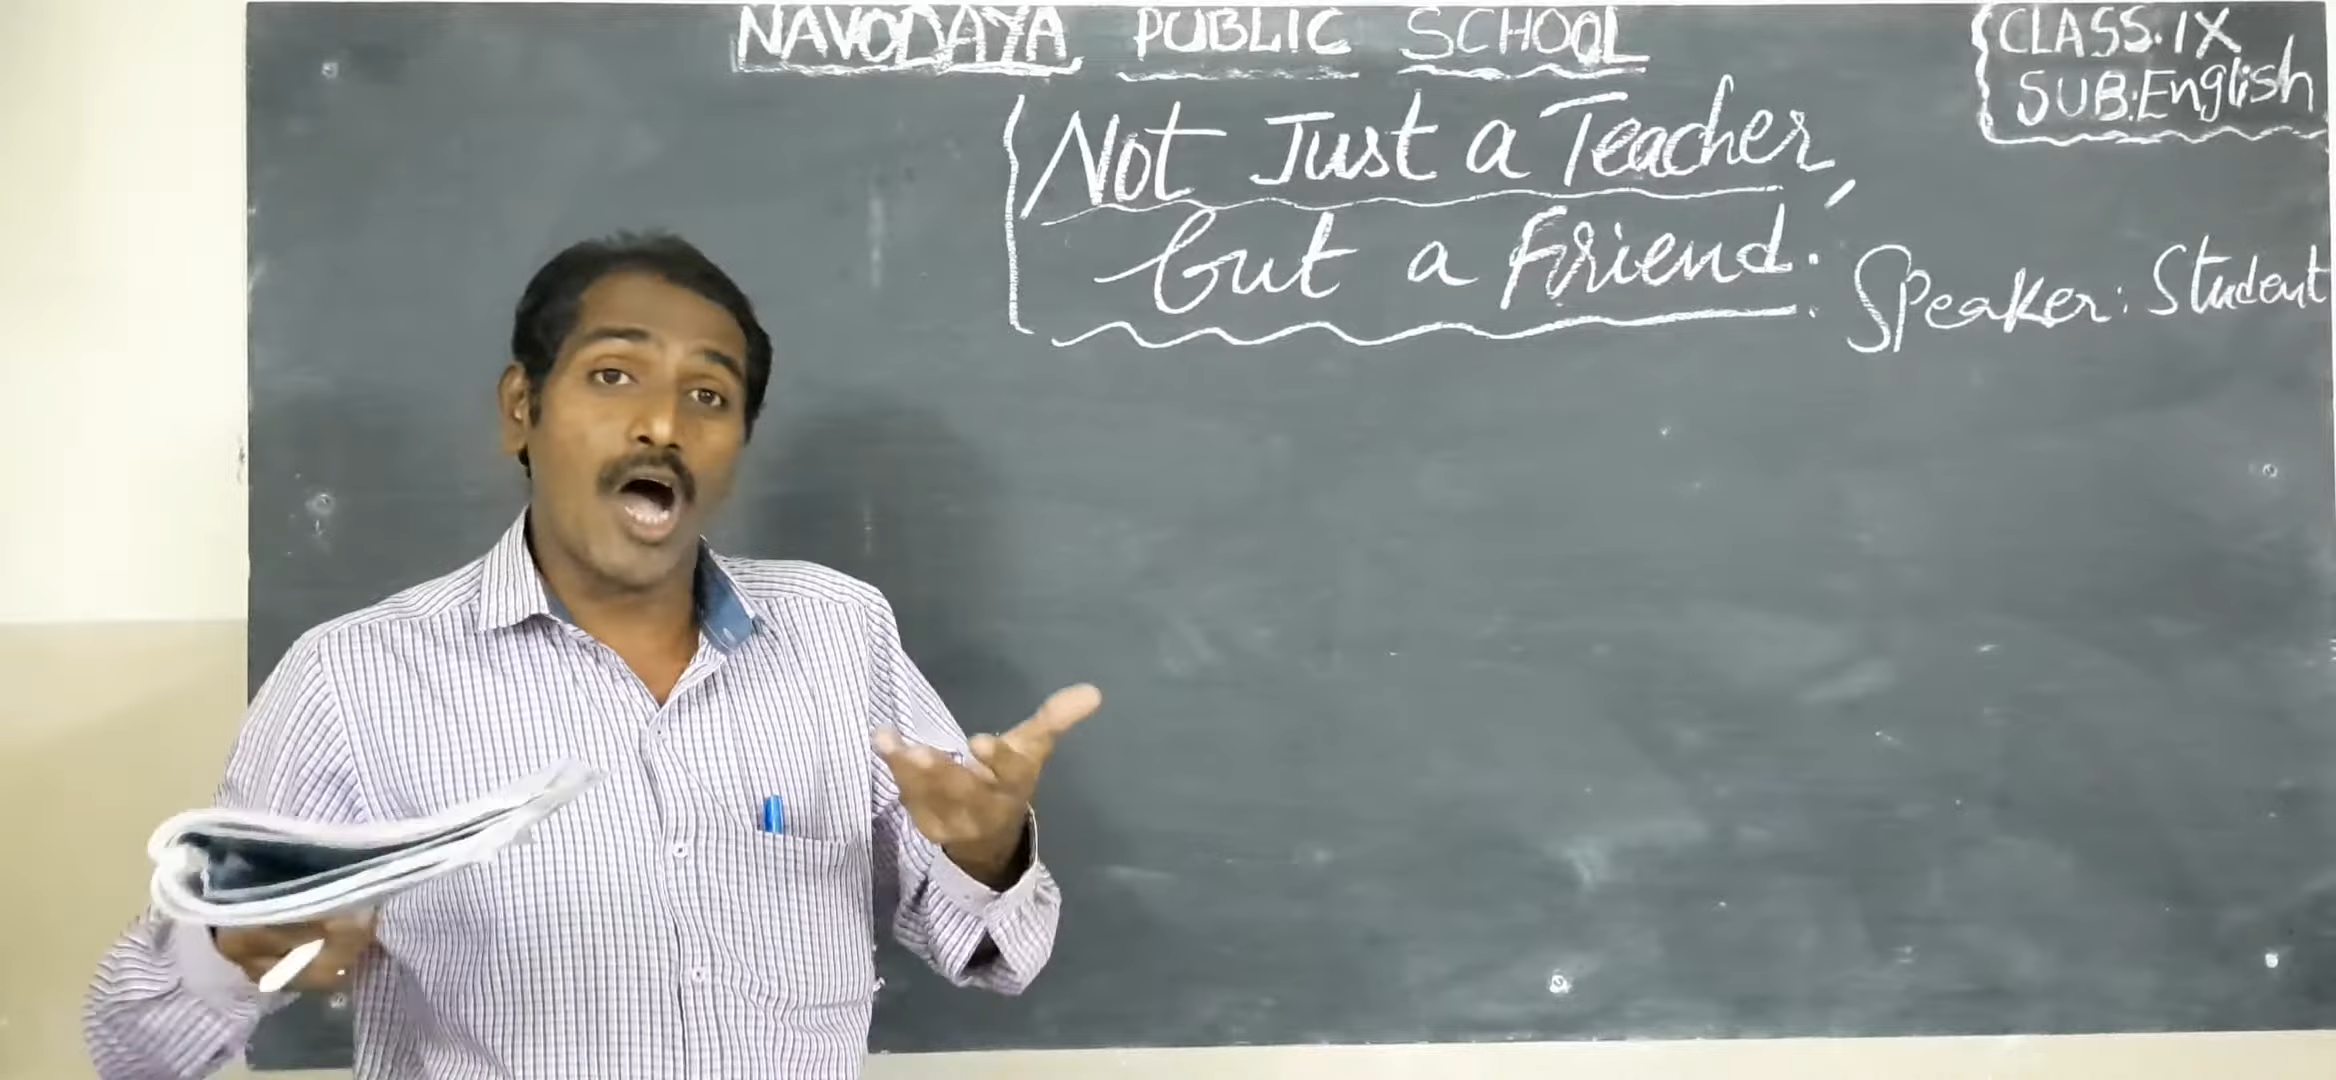 NAVODAYA PUBLIC SCHOOL
CLASS.IX
SUB:English
Not Just a Teacher,
but a Friend.
Speaker: Student